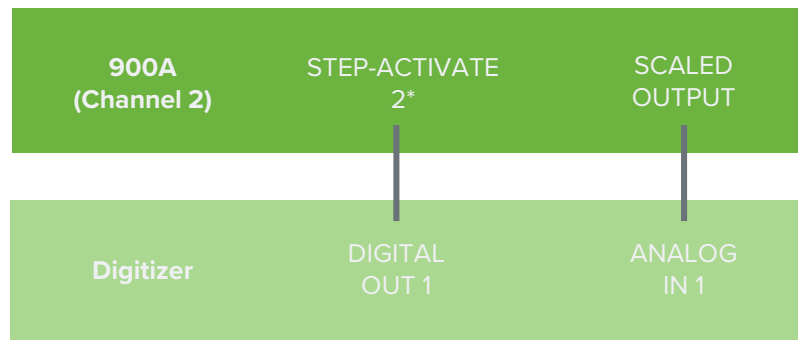 900A
(Channel 2)
STEP-ACTIVATE
2*
SCALED
OUTPUT
Digitizer
DIGITAL
OUT 1
ANALOG
IN 1